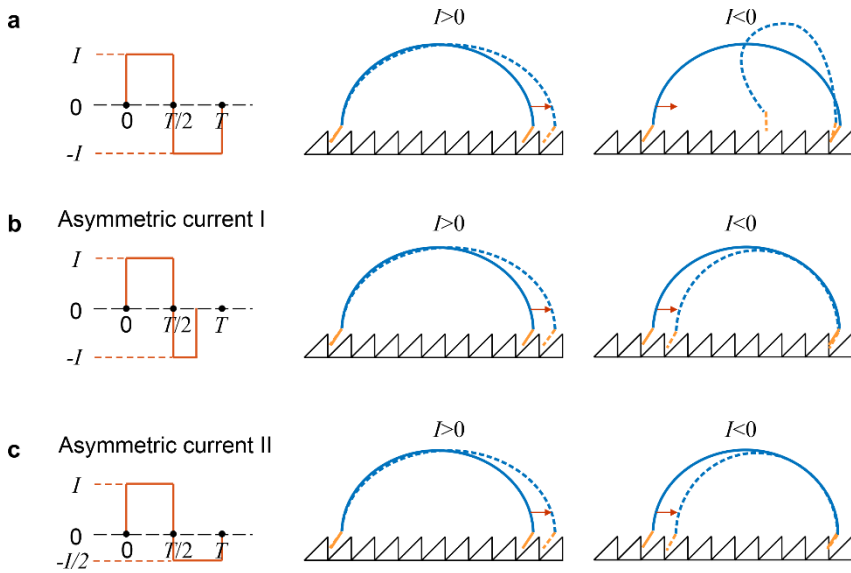 a
I
0
0
T/2
T
-I
I>0
I<0
b
Asymmetric current I
I
0
0
T/2
T
-I
I>0
I<0
c
Asymmetric current II
I
0
0
T/2
T
-I/2
I>0
I<0